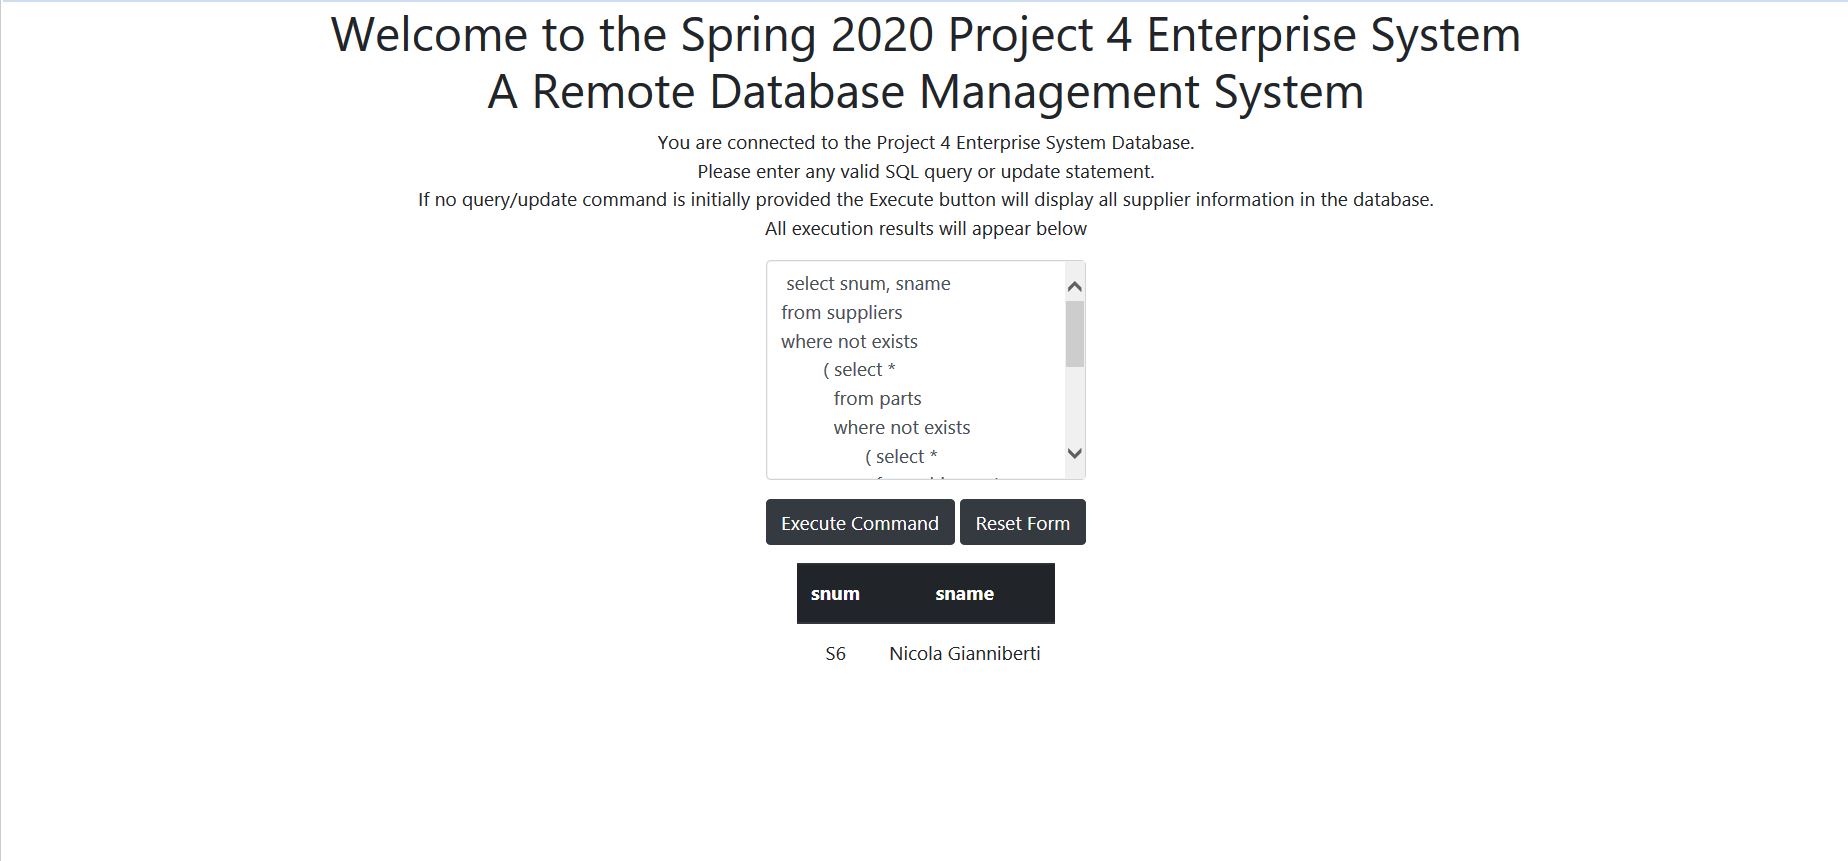 Welcome to the Spring 2020 Project 4 Enterprise System
A Remote Database Management System
You are connected to the Project 4 Enterprise System Database.
Please enter any valid SQL query or update statement.
If no query/update command is initially provided the Execute button will display all supplier information in the database.
All execution results will appear below
select snum, sname
from suppliers
where not exists
( select *
from parts
where not exists
( select *
Execute Command Reset Form
snum sname
S6 Nicola Gianniberti